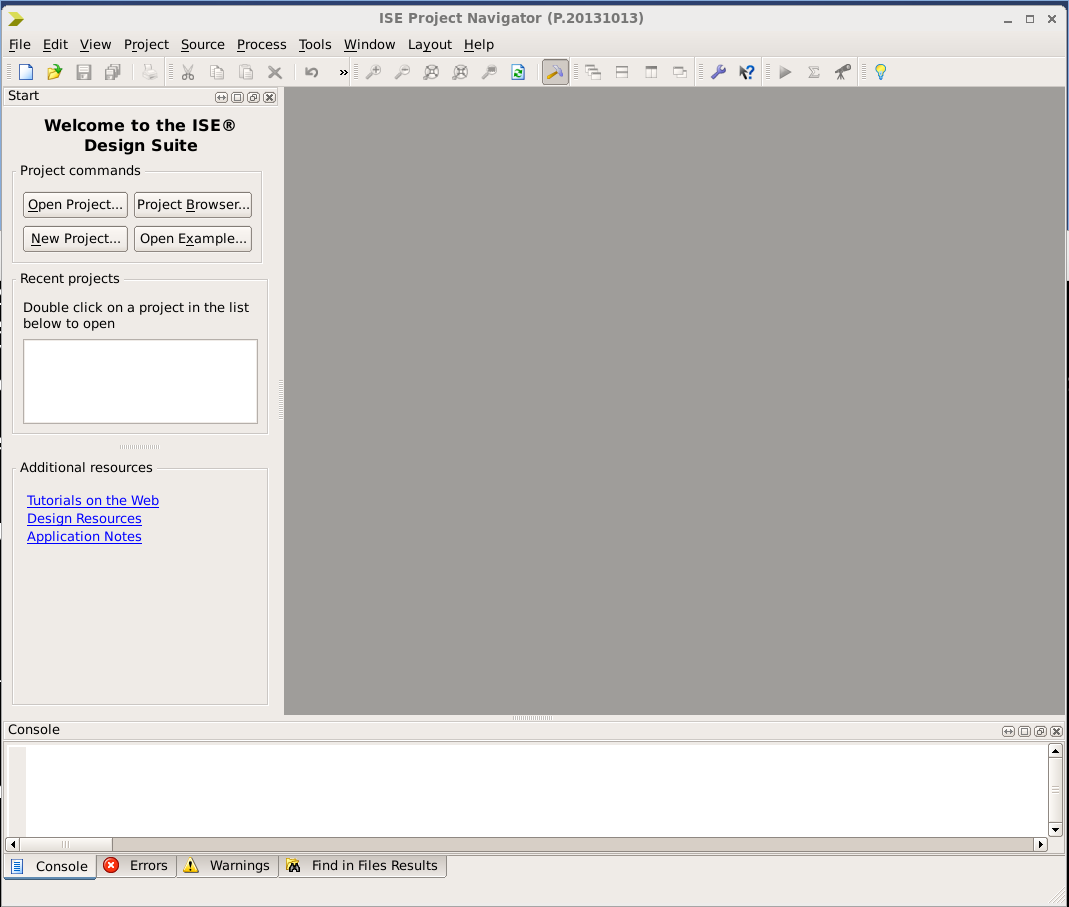 ISE Project Navigator (P.20131013)
File Edit View Project Source Process Tools Window Layout Help
»
Start
Welcome to the ISE®
Design Suite
Project commands
Open Project... Project Browser...
New Project... Open Example...
Recent projects
Double click on a project in the list
below to open
Additional resources
Tutorials on the Web
Design Resources
Application Notes
Console
Console Errors Warnings Find in Files Results